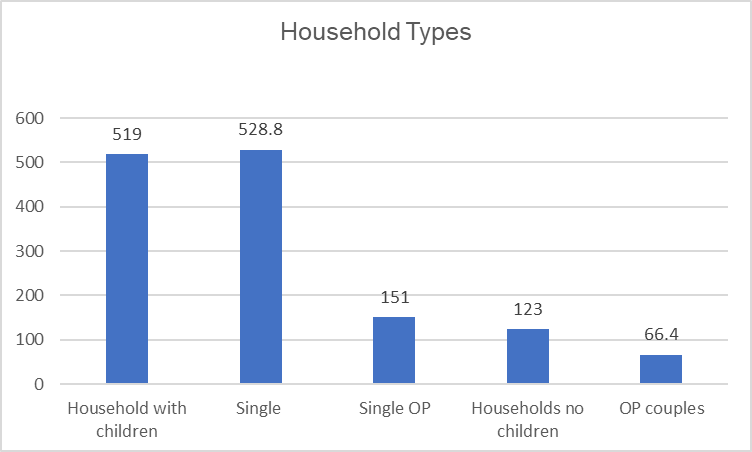 Household Types
600
500
400
300
200
100
0
519
528.8
151
123
66.4
Household with
children
Single
Single OP
Households no
children
OP couples